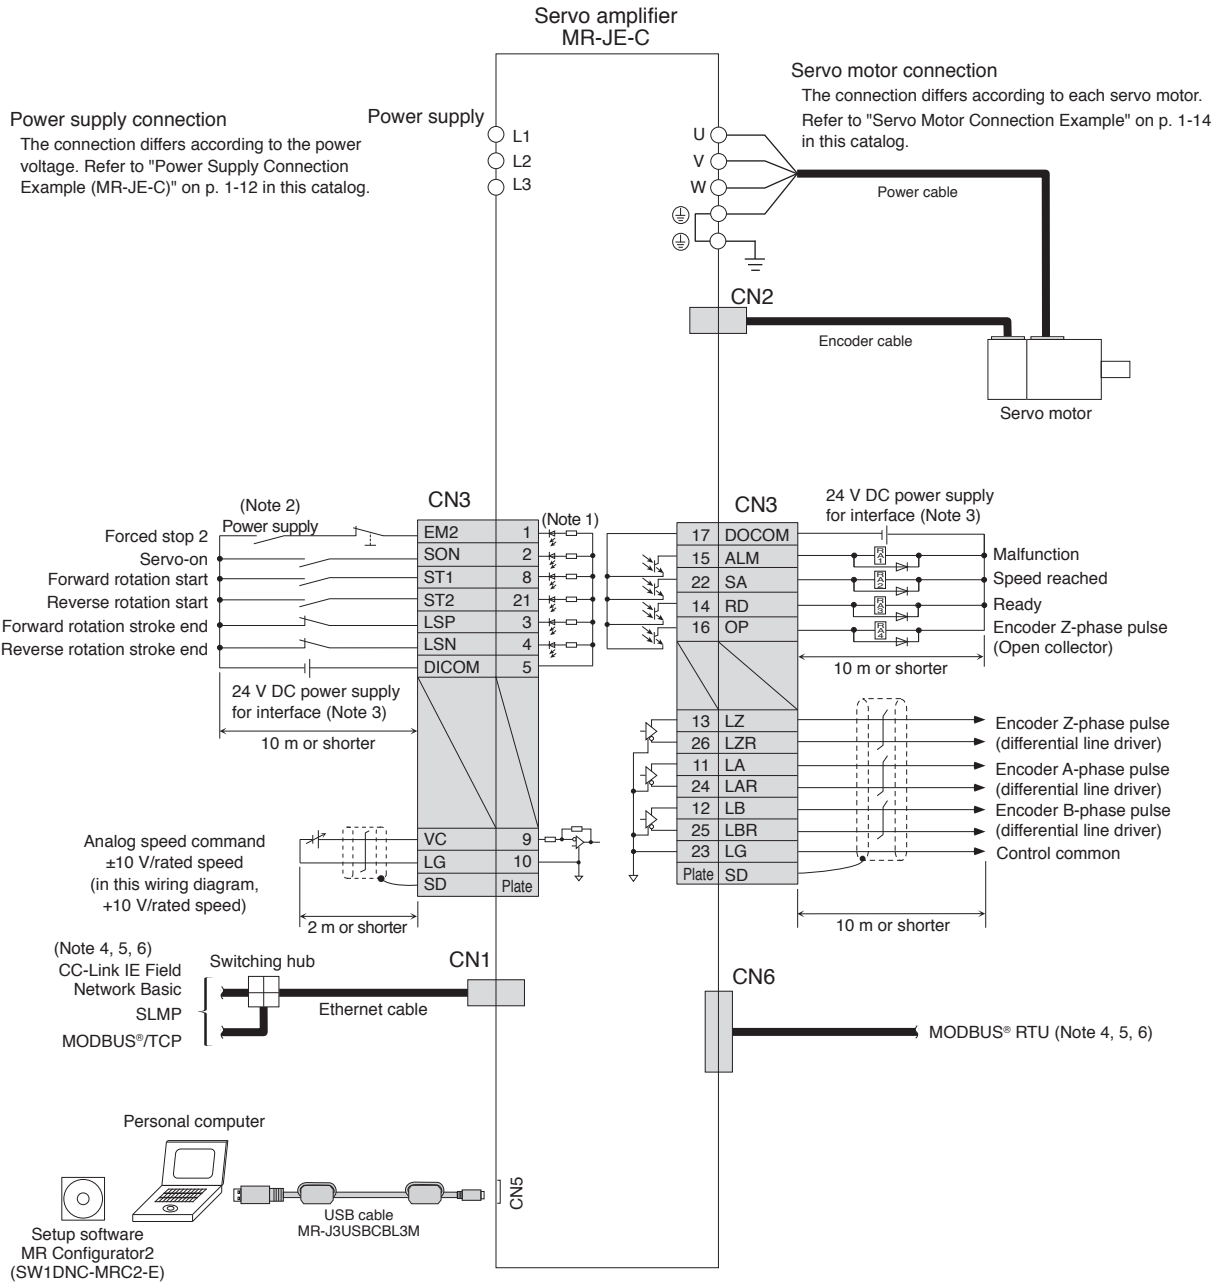 Servo amplifier
MR-JE-C
Power supply connection
The connection differs according to the power
voltage. Refer to "Power Supply Connection
Example (MR-JE-C)" on p. 1-12 in this catalog.
Power supply
L1
L2
L3
U
V
W
Servo motor connection
The connection differs according to each servo motor.
Refer to "Servo Motor Connection Example" on p. 1-14
in this catalog.
Power cable
CN2
Encoder cable
Servo motor
CN3
(Note 2)
Power supply
(Note 1)
Forced stop 2
EM2 1
Servo-on
SON 2
Forward rotation start
ST1 8
Reverse rotation start
ST2 21
Forward rotation stroke end
LSP 3
Reverse rotation stroke end
LSN 4
DICOM 5
24 V DC power supply
for interface (Note 3)
10 m or shorter
Analog speed command
±10 V/rated speed
(in this wiring diagram,
+10 V/rated speed)
VC 9
LG 10
SD Plate
2 m or shorter
CN3
24 V DC power supply
for interface (Note 3)
17 DOCOM
15 ALM
RA1
Malfunction
22 SA
RA2
Speed reached
14 RD
RA3
Ready
16 OP
RA4
Encoder Z-phase pulse
(Open collector)
10 m or shorter
13 LZ
26 LZR
Encoder Z-phase pulse
(differential line driver)
11 LA
24 LAR
Encoder A-phase pulse
(differential line driver)
12 LB
25 LBR
Encoder B-phase pulse
(differential line driver)
23 LG
Control common
Plate SD
10 m or shorter
(Note 4, 5, 6)
CC-Link IE Field
Network Basic
SLMP
MODBUS®/TCP
Switching hub
Ethernet cable
CN1
CN6
MODBUS® RTU (Note 4, 5, 6)
Personal computer
CN5
USB cable
MR-J3USBCBL3M
Setup software
MR Configurator2
(SW1DNC-MRC2-E)